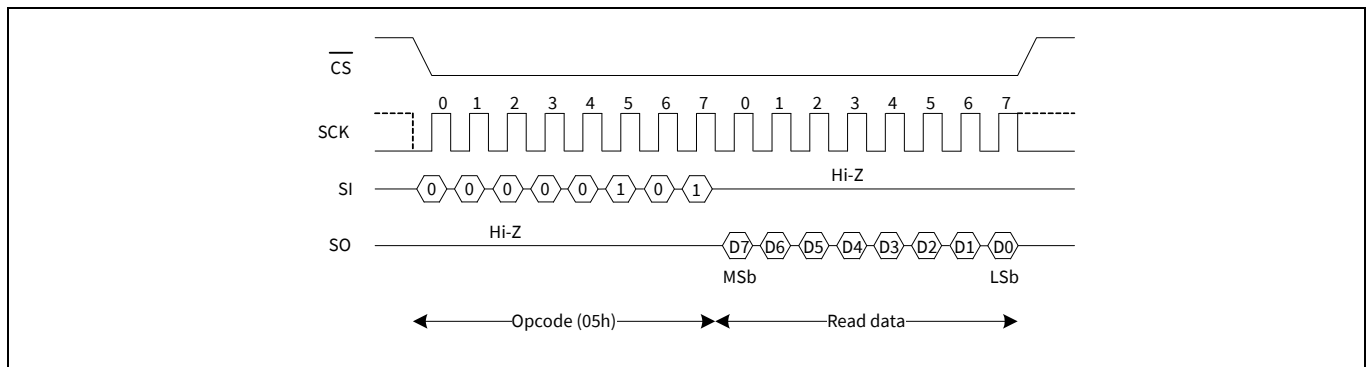 CS
0 1 2 3 4 5 6 7 0 1 2 3 4 5 6 7
SCK
Hi-Z
SI 0 0 0 0 0 1 0 1
Hi-Z
SO D7 D6 D5 D4 D3 D2 D1 D0
MSb LSb
Opcode (05h) Read data